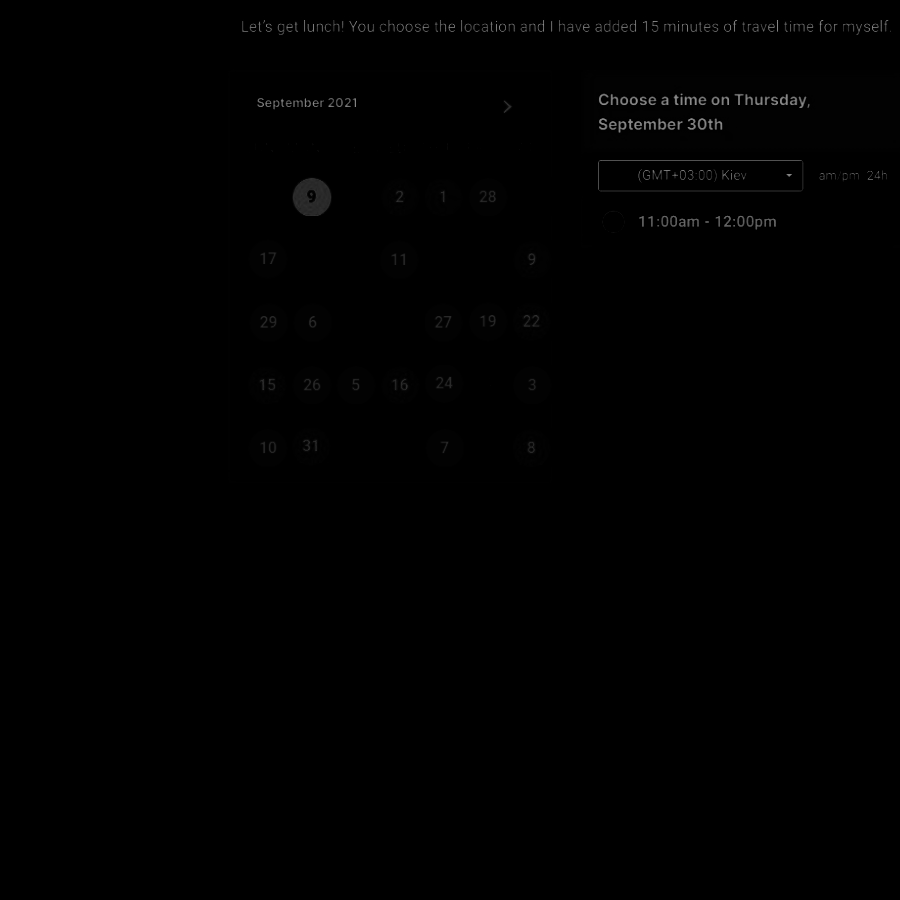 Let's get lunch! You choose the location and I have added 15 minutes of travel time for myself.
September 2021
9 2 1 28
17 11 9
29 6 27 19 22
15 26 5 16 24 3
10 31 7 8
Choose a time on Thursday,
September 30th
(GMT+03:00) Kiev am/pm 24h
11:00am - 12:00pm